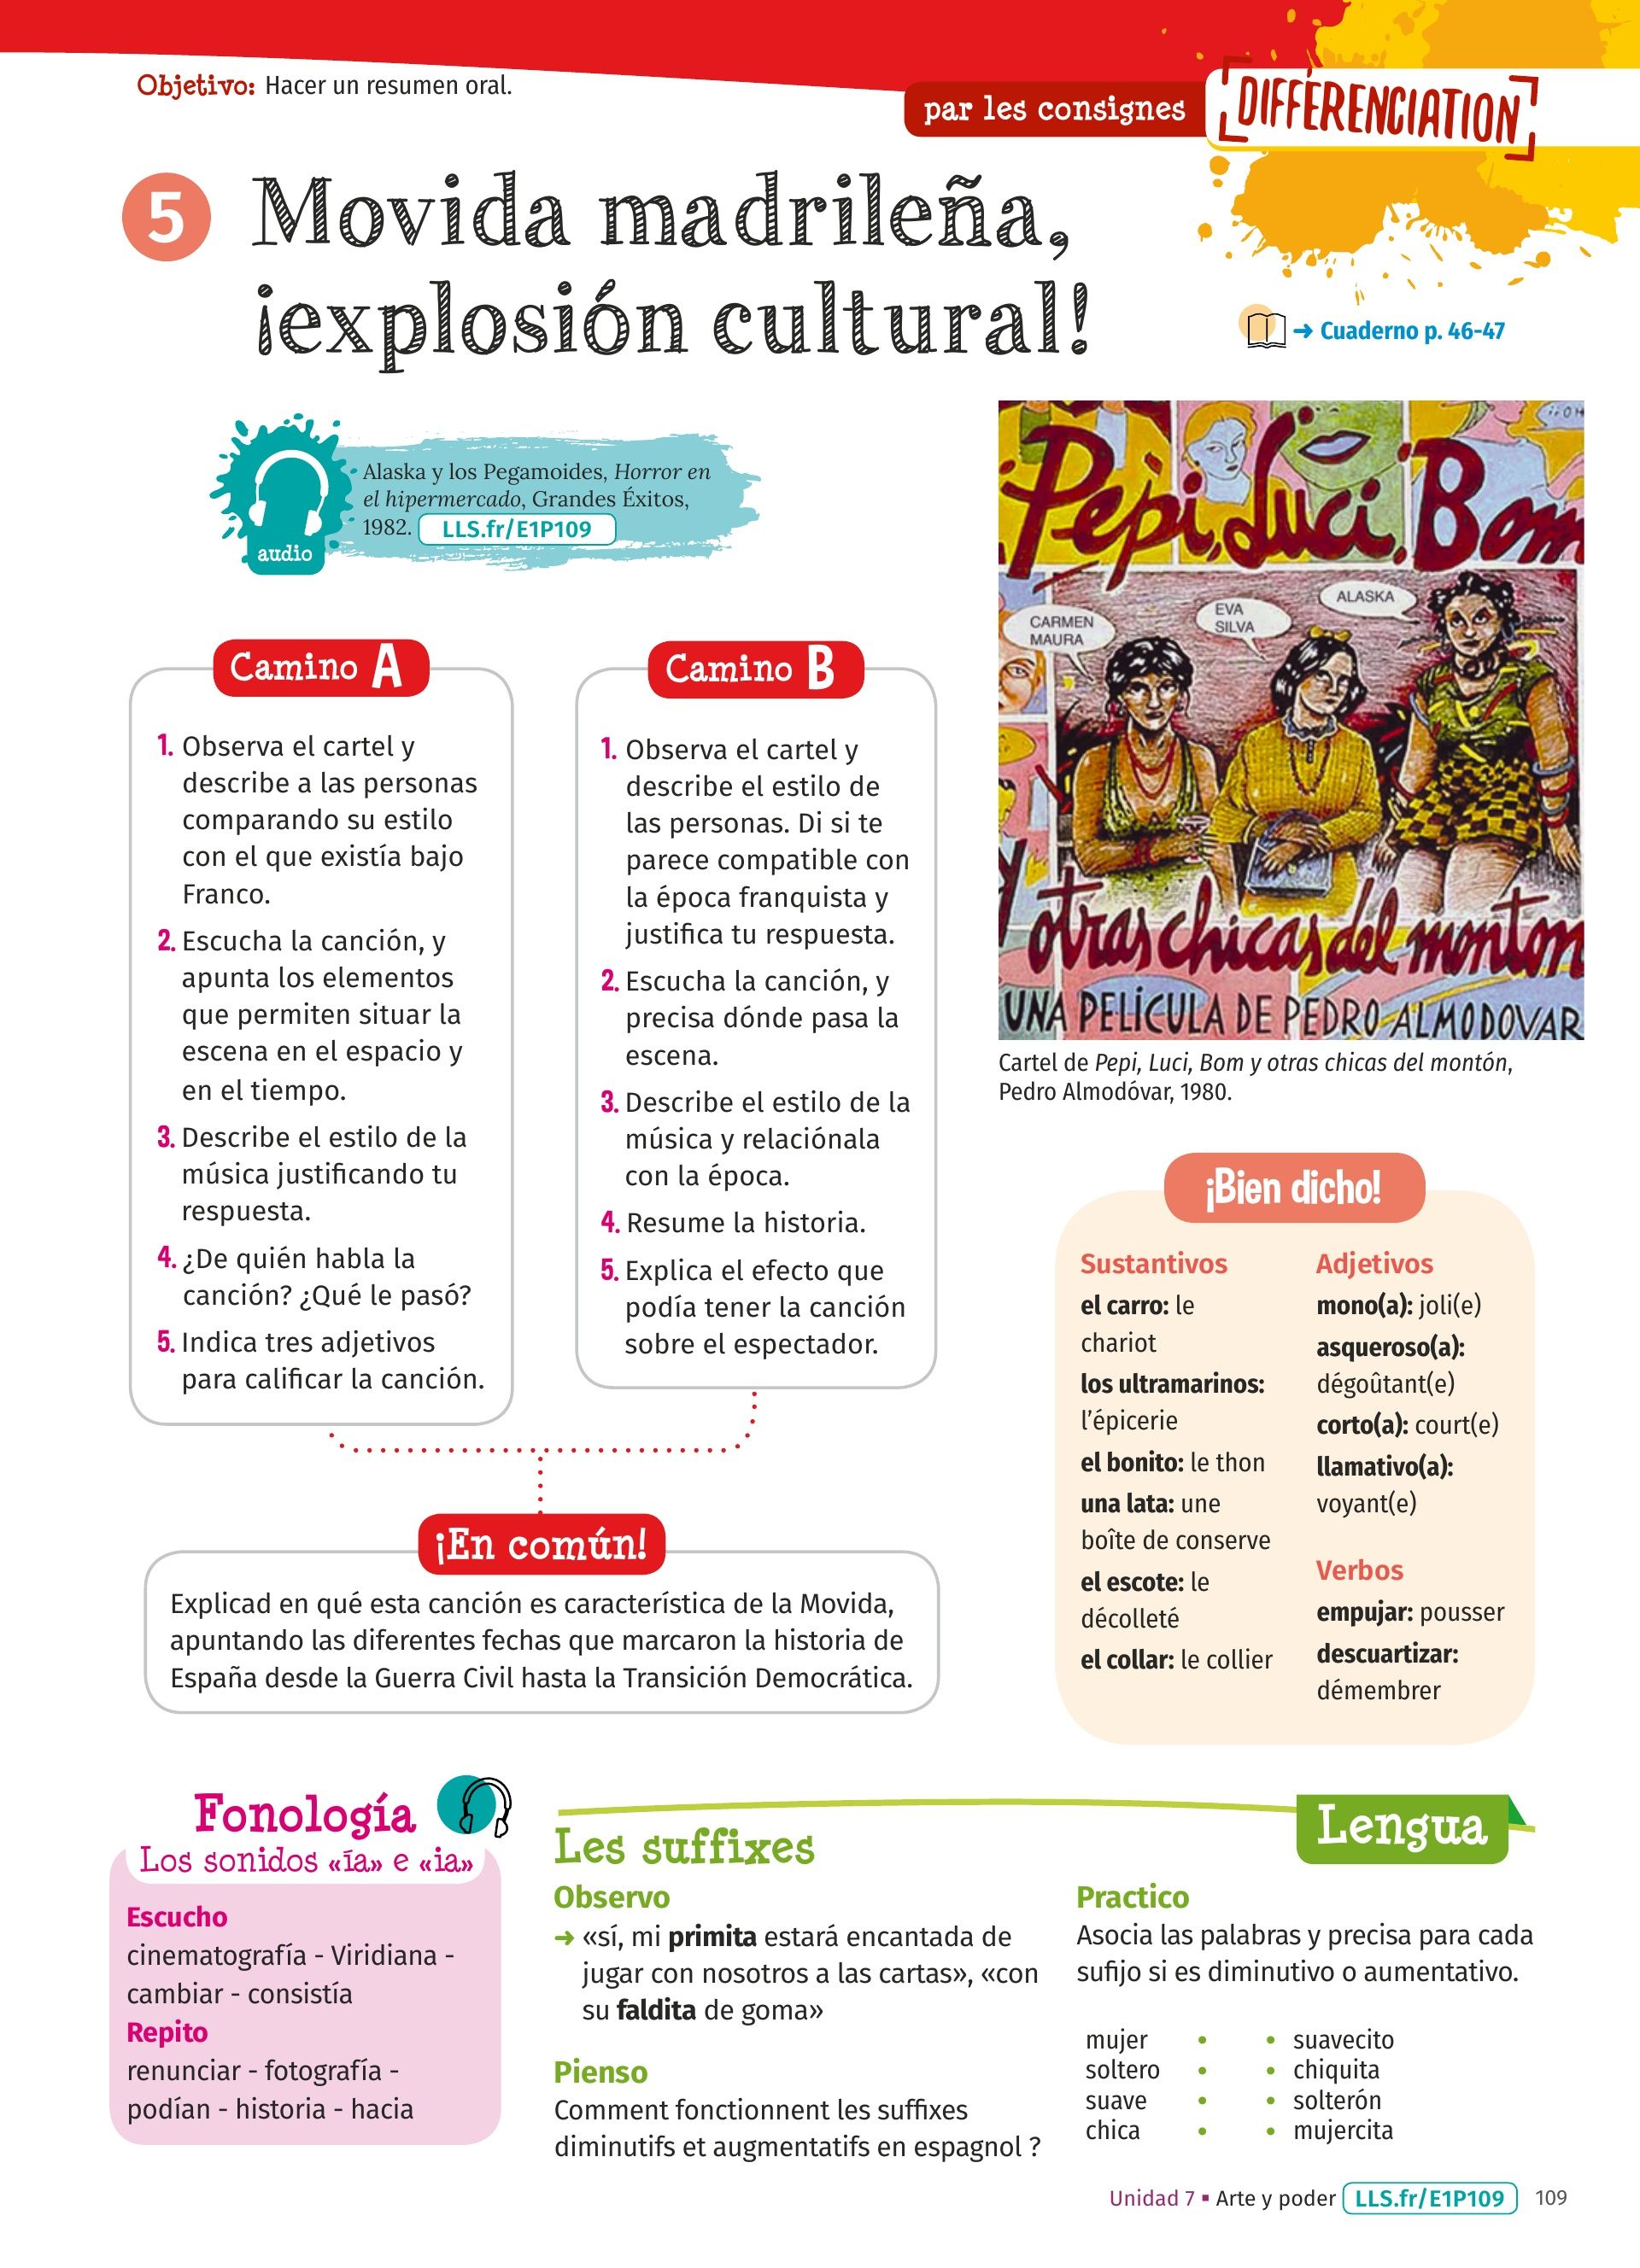 Objetivo: Hacer un resumen oral.
par les consignes
DIFFÉRENCIATION
5
Movida madrileña,
¡explosión cultural!
➜ Cuaderno p. 46-47
audio
Alaska y los Pegamoides, Horror en
el hipermercado, Grandes Éxitos,
1982. LLS.fr/E1P109
Camino A
1. Observa el cartel y
describe a las personas
comparando su estilo
con el que existía bajo
Franco.
2. Escucha la canción, y
apunta los elementos
que permiten situar la
escena en el espacio y
en el tiempo.
3. Describe el estilo de la
música justificando tu
respuesta.
4. ¿De quién habla la
canción? ¿Qué le pasó?
5. Indica tres adjetivos
para calificar la canción.
Camino B
1. Observa el cartel y
describe el estilo de
las personas. Di si te
parece compatible con
la época franquista y
justifica tu respuesta.
2. Escucha la canción, y
precisa dónde pasa la
escena.
3. Describe el estilo de la
música y relaciónala
con la época.
4. Resume la historia.
5. Explica el efecto que
podía tener la canción
sobre el espectador.
¡En común!
Explicad en qué esta canción es característica de la Movida,
apuntando las diferentes fechas que marcaron la historia de
España desde la Guerra Civil hasta la Transición Democrática.
Pepi, Luci, Bom
CARMEN
MAURA
EVA
SILVA
ALASKA
y otras chicas del monton
UNA PELÍCULA DE PEDRO ALMODOVAR
Cartel de Pepi, Luci, Bom y otras chicas del montón,
Pedro Almodóvar, 1980.
¡Bien dicho!
Sustantivos
el carro: le
chariot
los ultramarinos:
l'épicerie
el bonito: le thon
una lata: une
boîte de conserve
el escote: le
décolleté
el collar: le collier
Adjetivos
mono(a): joli(e)
asqueroso(a):
dégoûtant(e)
corto(a): court(e)
llamativo(a):
voyant(e)
Verbos
empujar: pousser
descuartizar:
démembrer
Fonología
Los sonidos «ía» e «ia»
Escucho
cinematografía - Viridiana -
cambiar - consistía
Repito
renunciar - fotografía -
podían - historia - hacia
Lengua
Les suffixes
Observo
➜ «sí, mi primita estará encantada de
jugar con nosotros a las cartas», «con
su faldita de goma»
Pienso
Comment fonctionnent les suffixes
diminutifs et augmentatifs en espagnol ?
Practico
Asocia las palabras y precisa para cada
sufijo si es diminutivo o aumentativo.
mujer • • suavecito
soltero • • chiquita
suave • • solterón
chica • • mujercita
Unidad 7 ▪ Arte y poder LLS.fr/E1P109 109